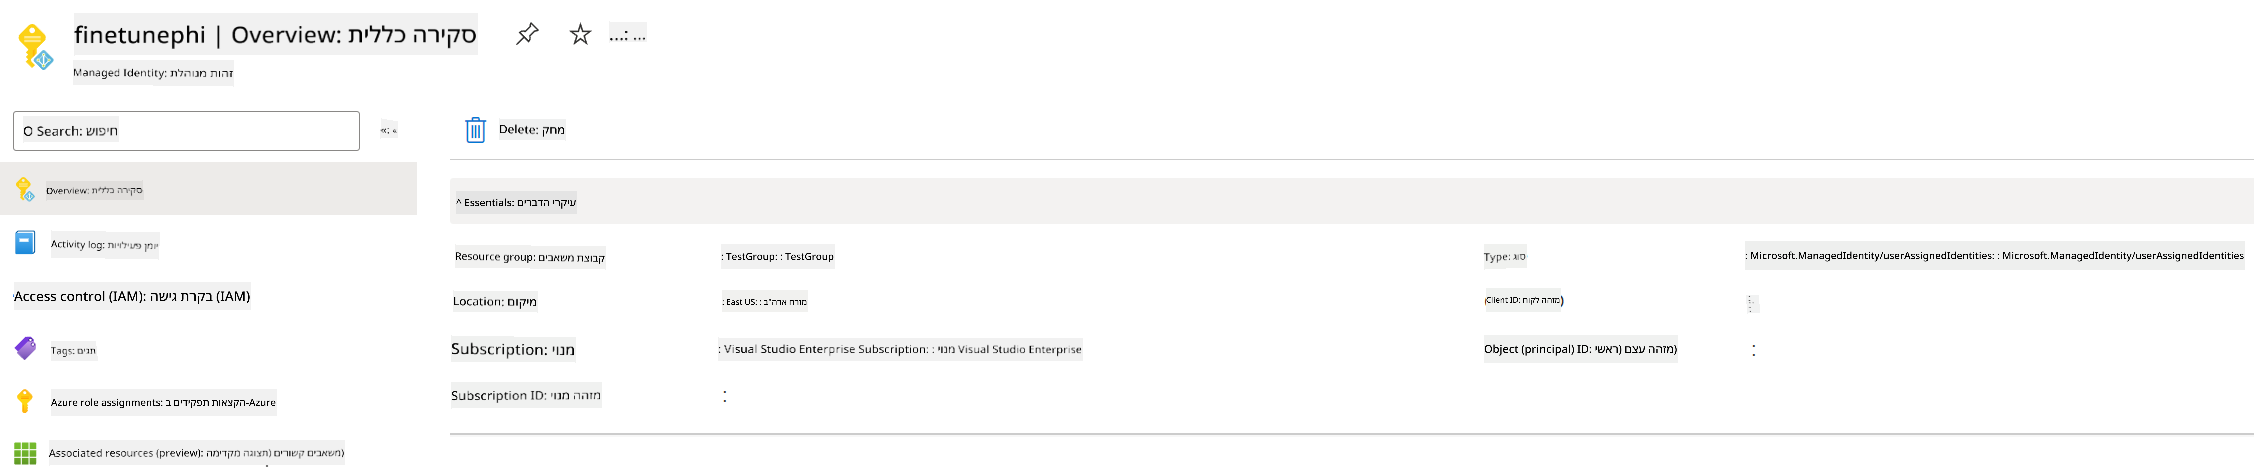 finetunephi | Overview: סקירה כללית
...: ...
Managed Identity: זהות מנוהלת
O Search: חיפוש
»: «
Delete: מחק
Overview: סקירה כללית
^ Essentials: עיקרי הדברים
Activity log: יומן פעילויות
Resource group: קבוצת משאבים
: TestGroup: : TestGroup
Type: סוג
: Microsoft.ManagedIdentity/userAssignedIdentities: : Microsoft.ManagedIdentity/userAssignedIdentities
Access control (IAM): בקרת גישה (IAM)
Location: מיקום
: East US: : מזרח ארה"ב
Client ID: מזהה לקוח
Tags: תגים
Subscription: מנוי
: Visual Studio Enterprise Subscription: : מנוי Visual Studio Enterprise
Object (principal) ID: מזהה עצם (ראשי)
:
Azure role assignments: הקצאות תפקידים ב-Azure
Subscription ID: מזהה מנוי
:
Associated resources (preview): משאבים קשורים (תצוגה מקדימה)